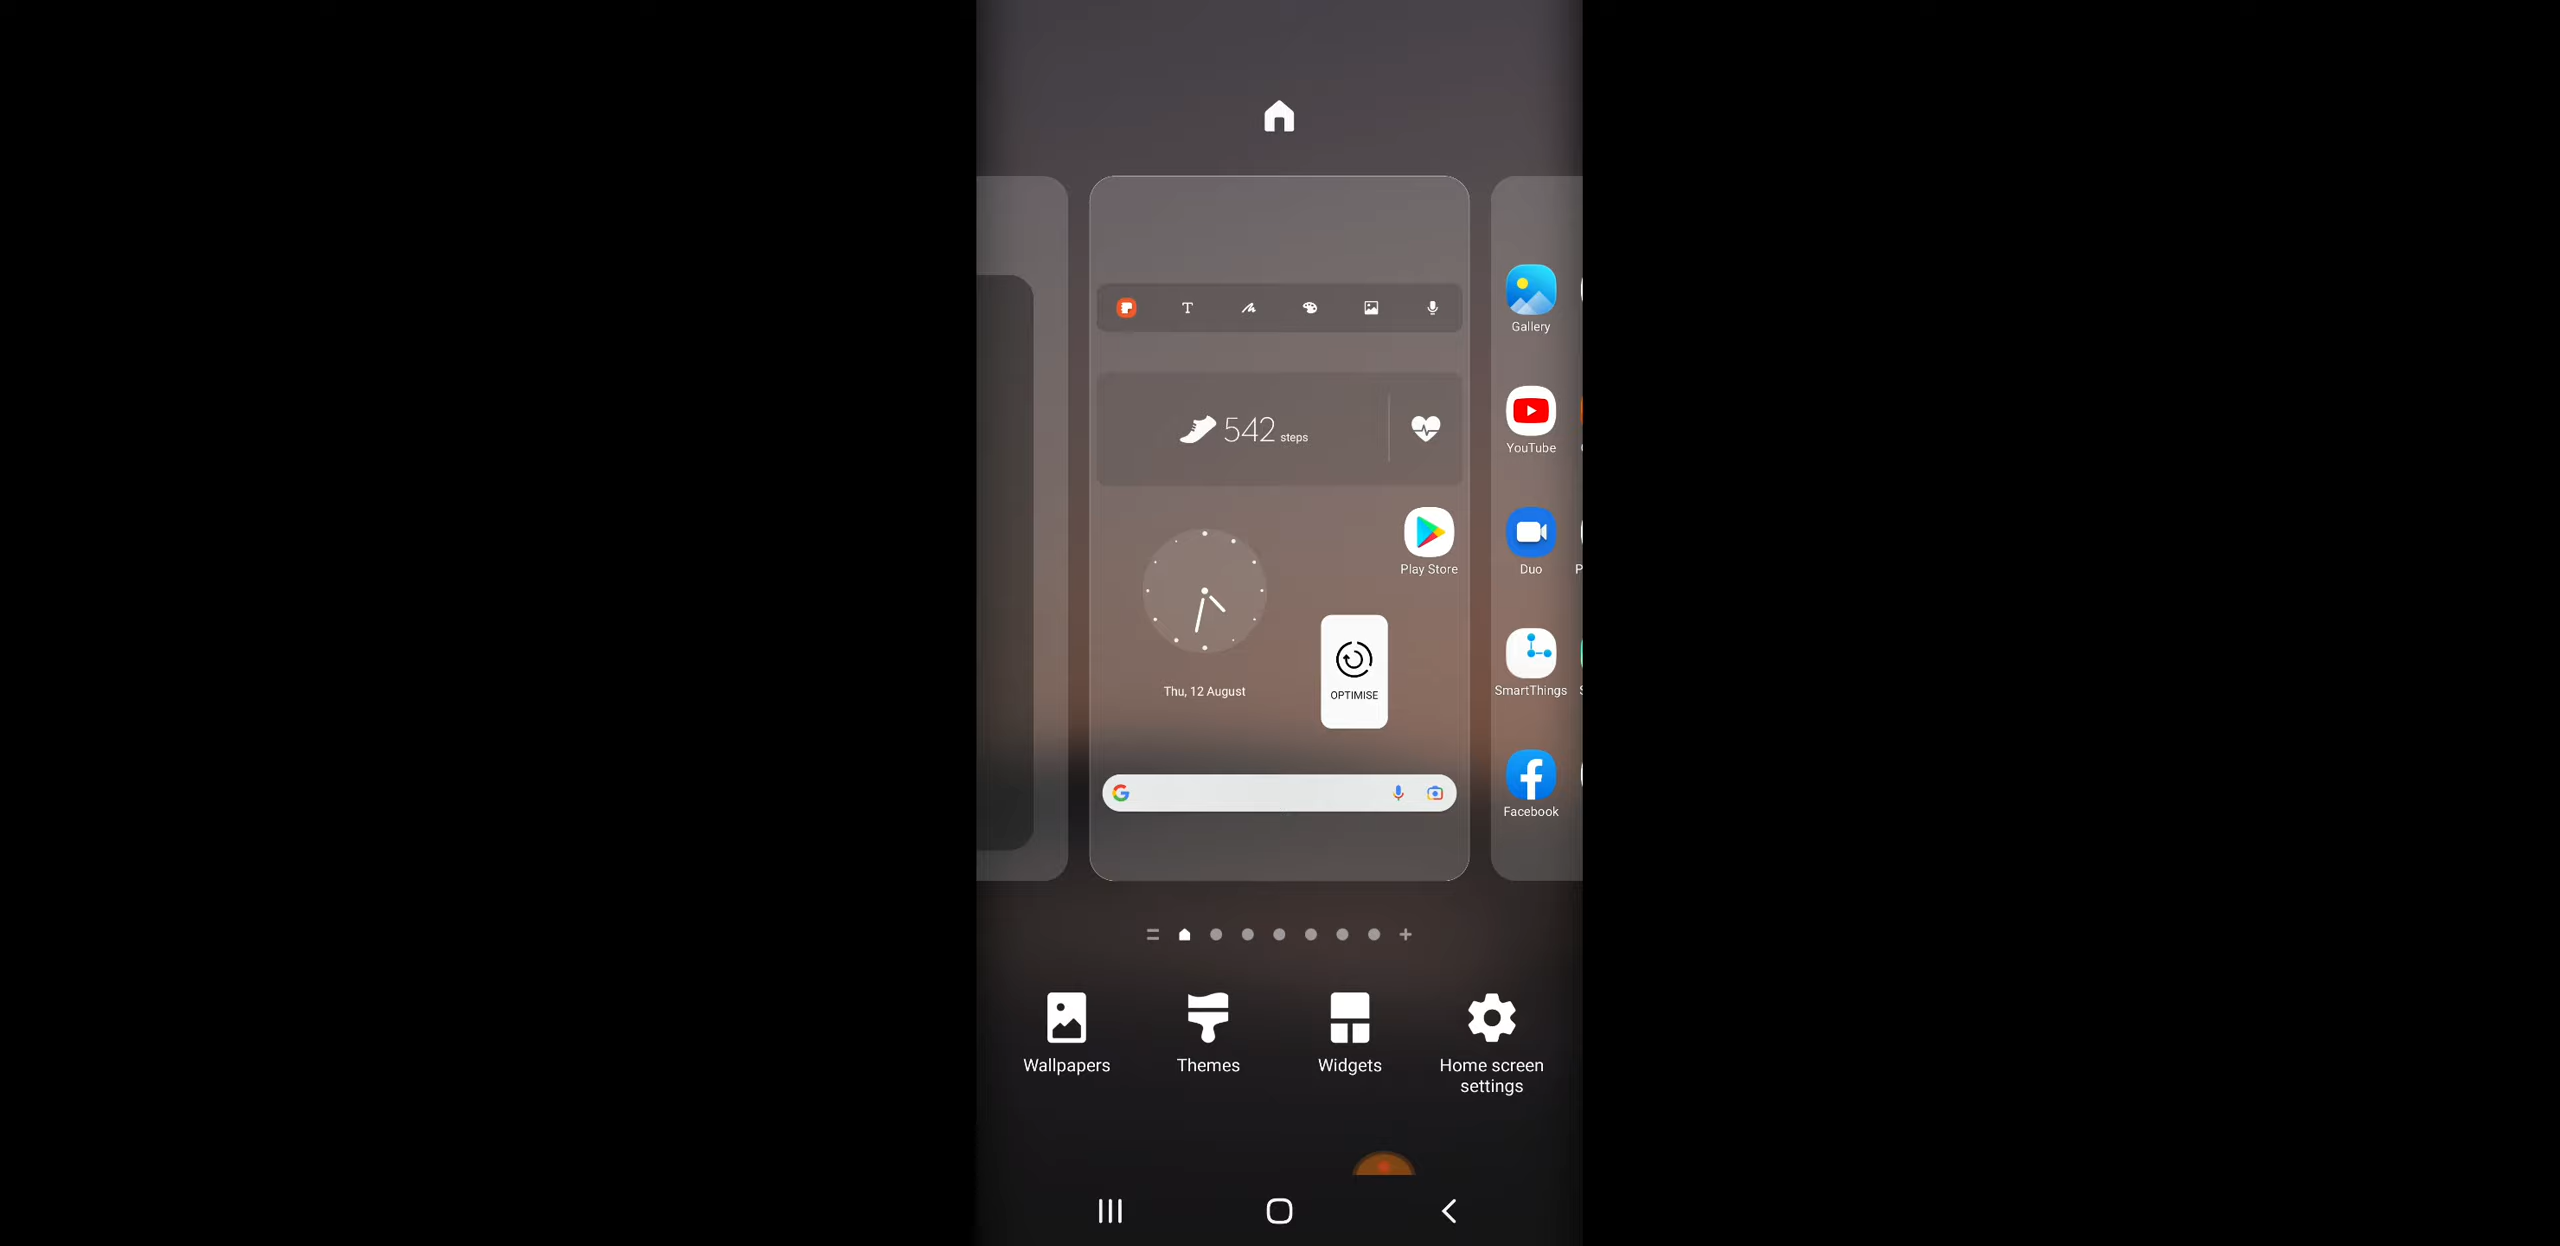 Gallery
542 steps
YouTube
Play Store
Duo
OPTIMISE
Thu, 12 August
SmartThings
Facebook
Wallpapers
Themes
Widgets
Home screen
settings